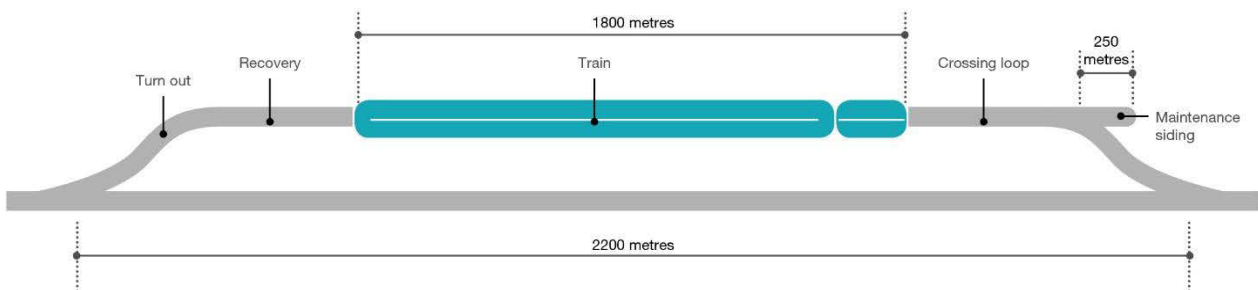 1800 metres
250
metres
Turn out
Recovery
Train
Crossing loop
Maintenance
siding
2200 metres